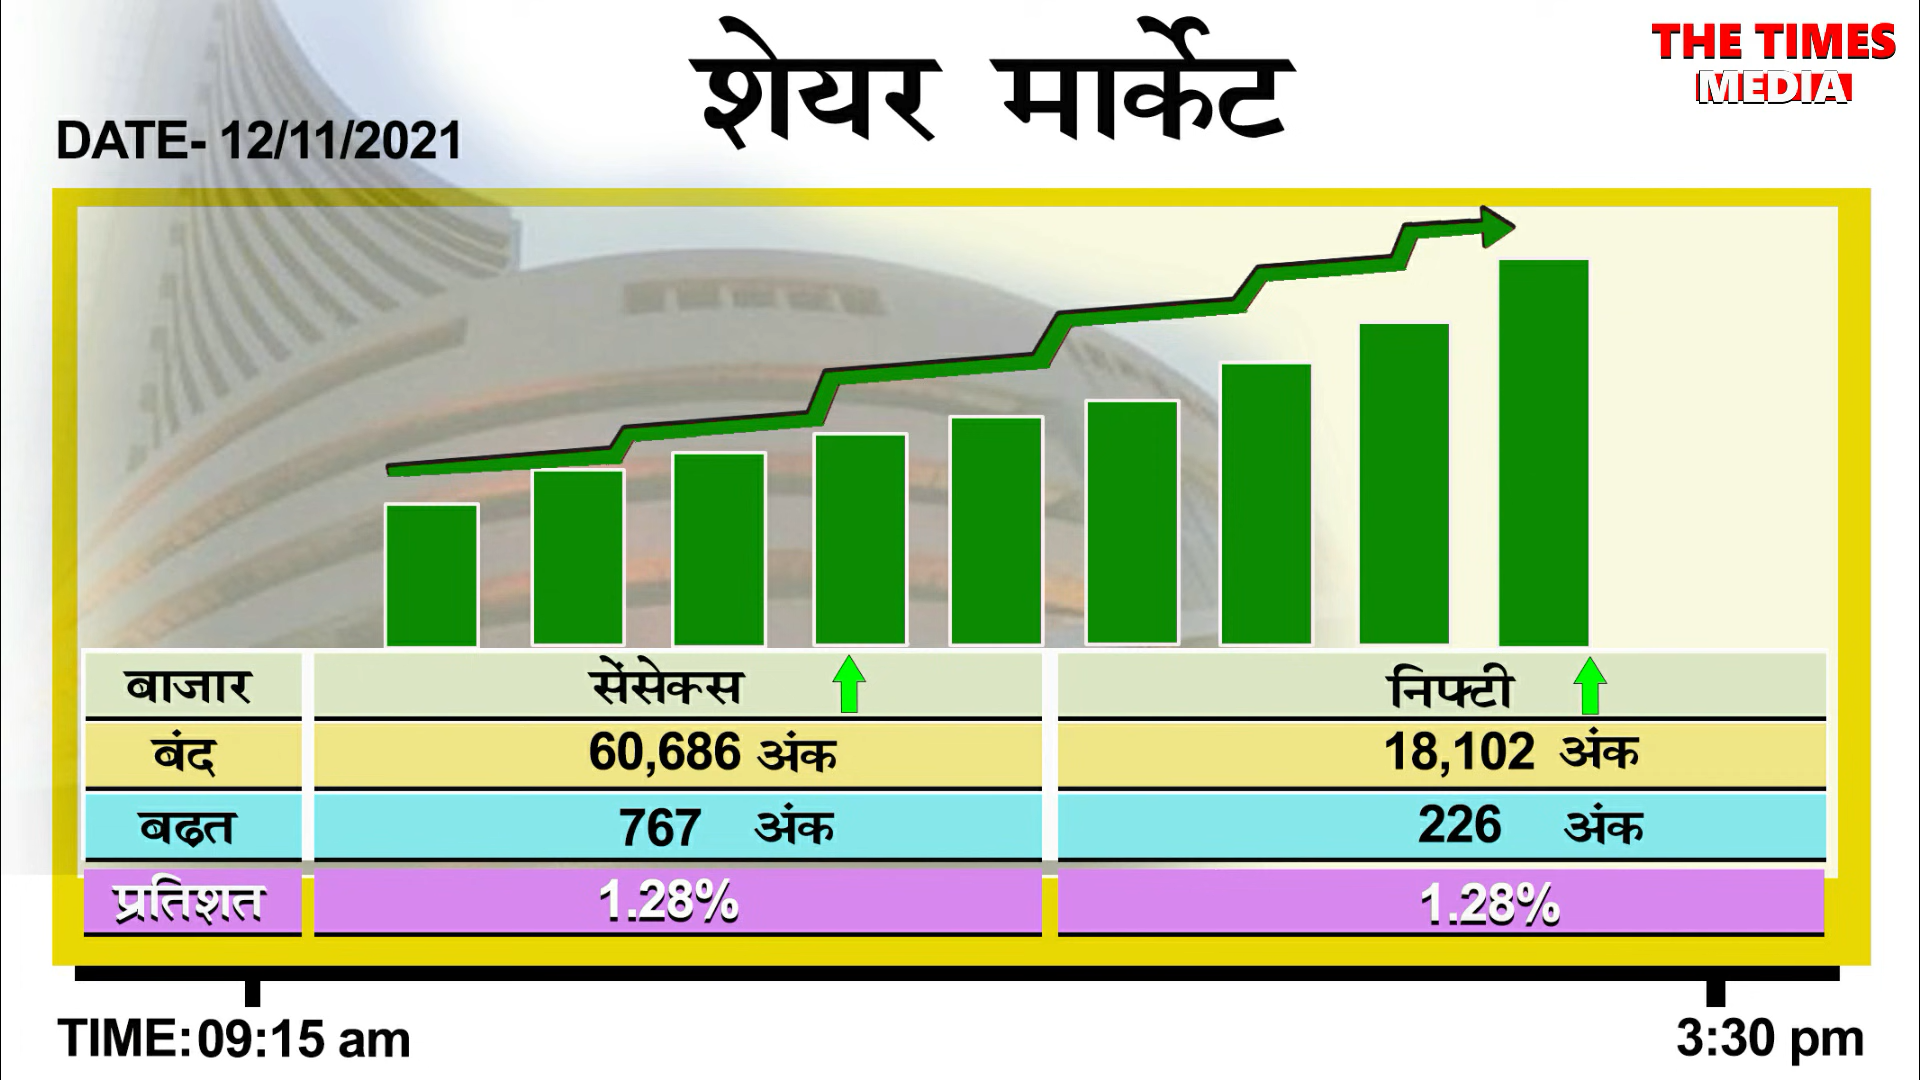 शेयर मार्केट
THE TIMES
MEDIA
DATE- 12/11/2021
बाजार सेंसेक्स निफ्टी
बंद 60,686 अंक 18,102 अंक
बढ़त 767 अंक 226 अंक
प्रतिशत 1.28% 1.28%
TIME: 09:15 am 3:30 pm